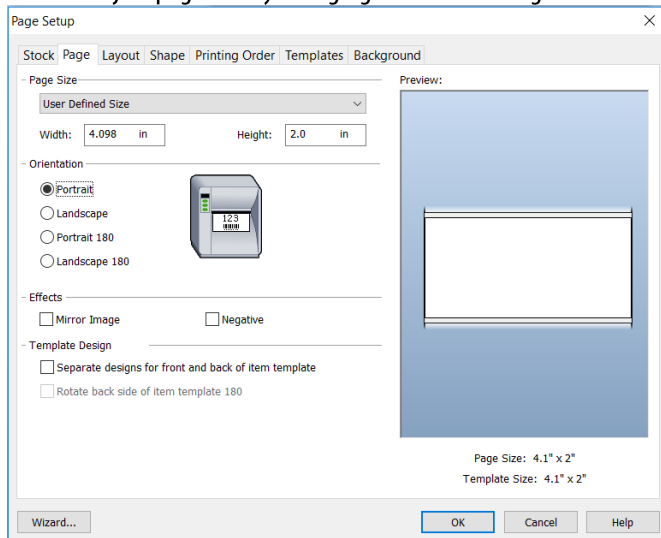 Page Setup
Stock Page Layout Shape Printing Order Templates Background
Page Size
Preview:
User Defined Size
Width: 4.098 in Height: 2.0 in
Orientation
Portrait
Landscape
123
Portrait 180
Landscape 180
Effects
Mirror Image Negative
Template Design
Separate designs for front and back of item template
Rotate back side of item template 180
Page Size: 4.1" x 2"
Template Size: 4.1" x 2"
Wizard... OK Cancel Help